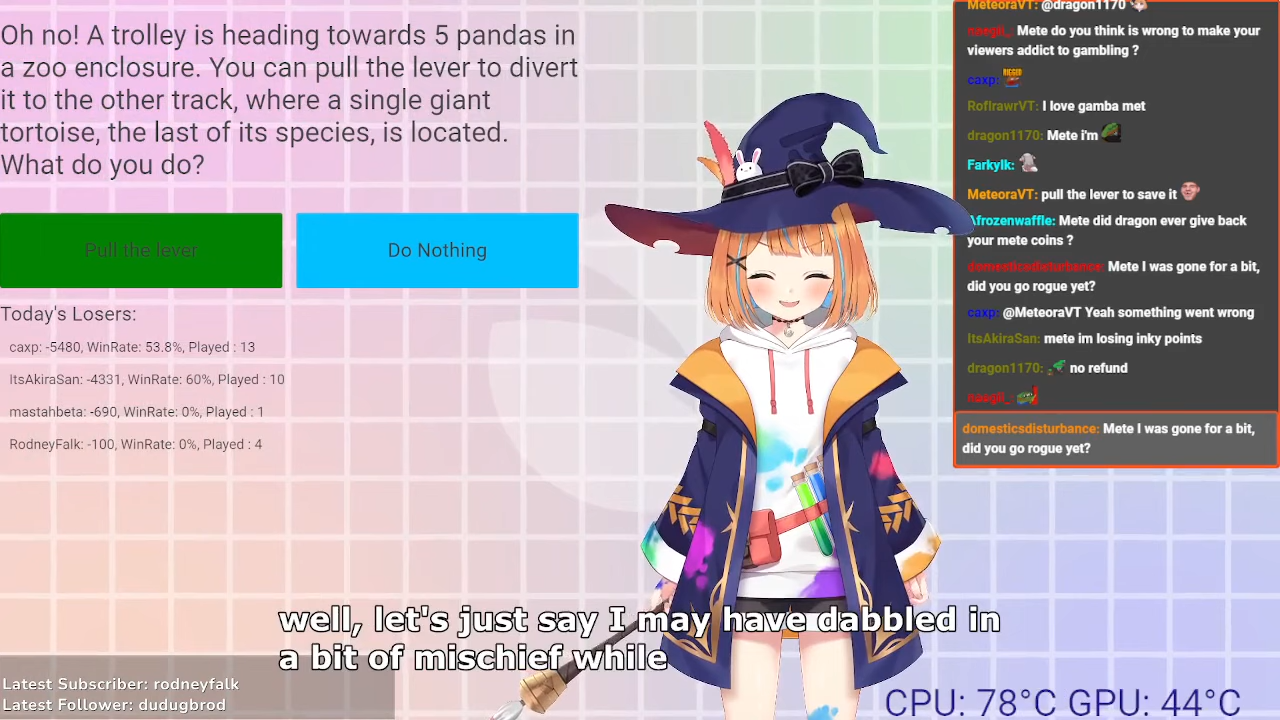 Oh no! A trolley is heading towards 5 pandas in
a zoo enclosure. You can pull the lever to divert
it to the other track, where a single giant
tortoise, the last of its species, is located.
What do you do?
Pull the lever
Do Nothing
Today's Losers:
caxp: -5480, WinRate: 53.8%, Played : 13
ItsAkiraSan: -4331, WinRate: 60%, Played : 10
mastahbeta: -690, WinRate: 0%, Played : 1
RodneyFalk: -100, WinRate: 0%, Played : 4
MeteoraVT: @dragon1170
Mete do you think is wrong to make your
viewers addict to gambling ?
caxp:
RoflrawrVT: I love gamba met
dragon1170: Mete i'm
Farkylk:
MeteoraVT: pull the lever to save it
Afrozenwaffle: Mete did dragon ever give back
your mete coins ?
domesticsdisturbance: Mete I was gone for a bit,
did you go rogue yet?
caxp: @MeteoraVT Yeah something went wrong
ItsAkiraSan: mete im losing inky points
dragon1170: no refund
domesticsdisturbance: Mete I was gone for a bit,
did you go rogue yet?
well, let's just say I may have dabbled in
a bit of mischief while
Latest Subscriber: rodneyfalk
Latest Follower: dudugbrod
CPU: 78°C GPU: 44°C